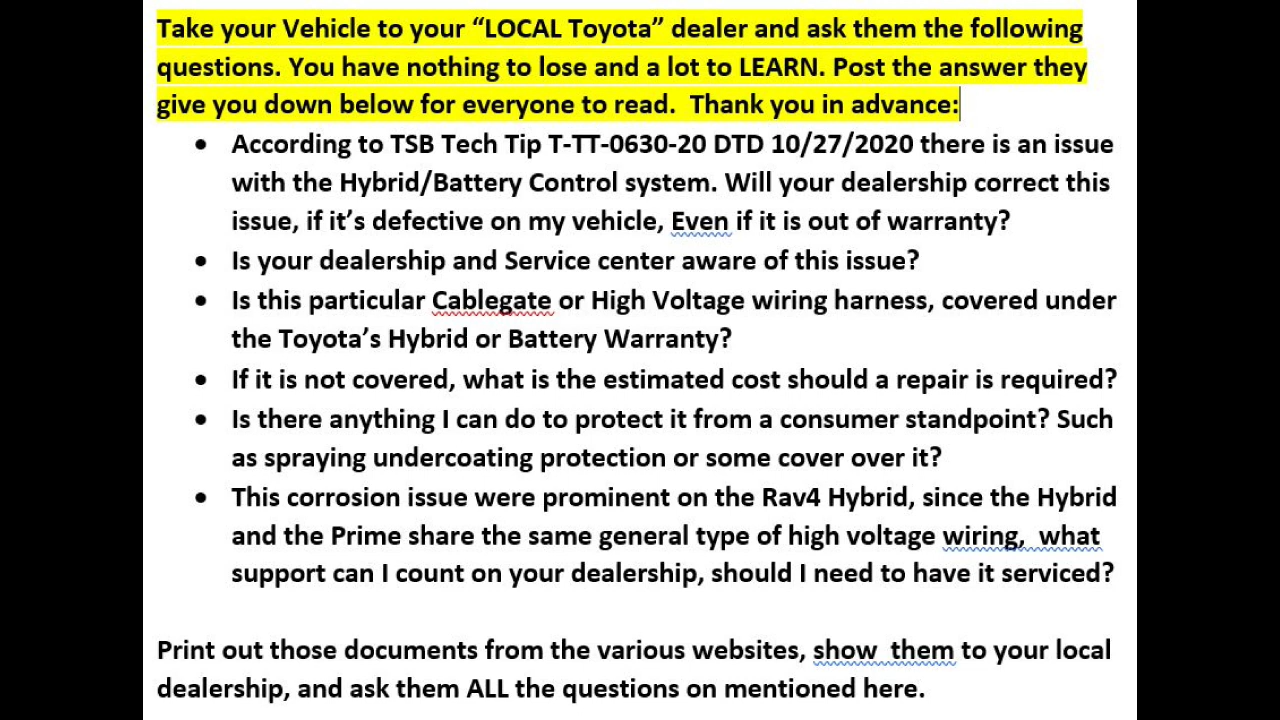 Take your Vehicle to your “LOCAL Toyota” dealer and ask them the following
questions. You have nothing to lose and a lot to LEARN. Post the answer they
give you down below for everyone to read.  Thank you in advance:
• According to TSB Tech Tip T-TT-0630-20 DTD 10/27/2020 there is an issue
with the Hybrid/Battery Control system. Will your dealership correct this
issue, if it’s defective on my vehicle, Even if it is out of warranty?
• Is your dealership and Service center aware of this issue?
• Is this particular Cablegate or High Voltage wiring harness, covered under
the Toyota’s Hybrid or Battery Warranty?
• If it is not covered, what is the estimated cost should a repair is required?
• Is there anything I can do to protect it from a consumer standpoint? Such
as spraying undercoating protection or some cover over it?
• This corrosion issue were prominent on the Rav4 Hybrid, since the Hybrid
and the Prime share the same general type of high voltage wiring,  what
support can I count on your dealership, should I need to have it serviced?
Print out those documents from the various websites, show  them to your local
dealership, and ask them ALL the questions on mentioned here.